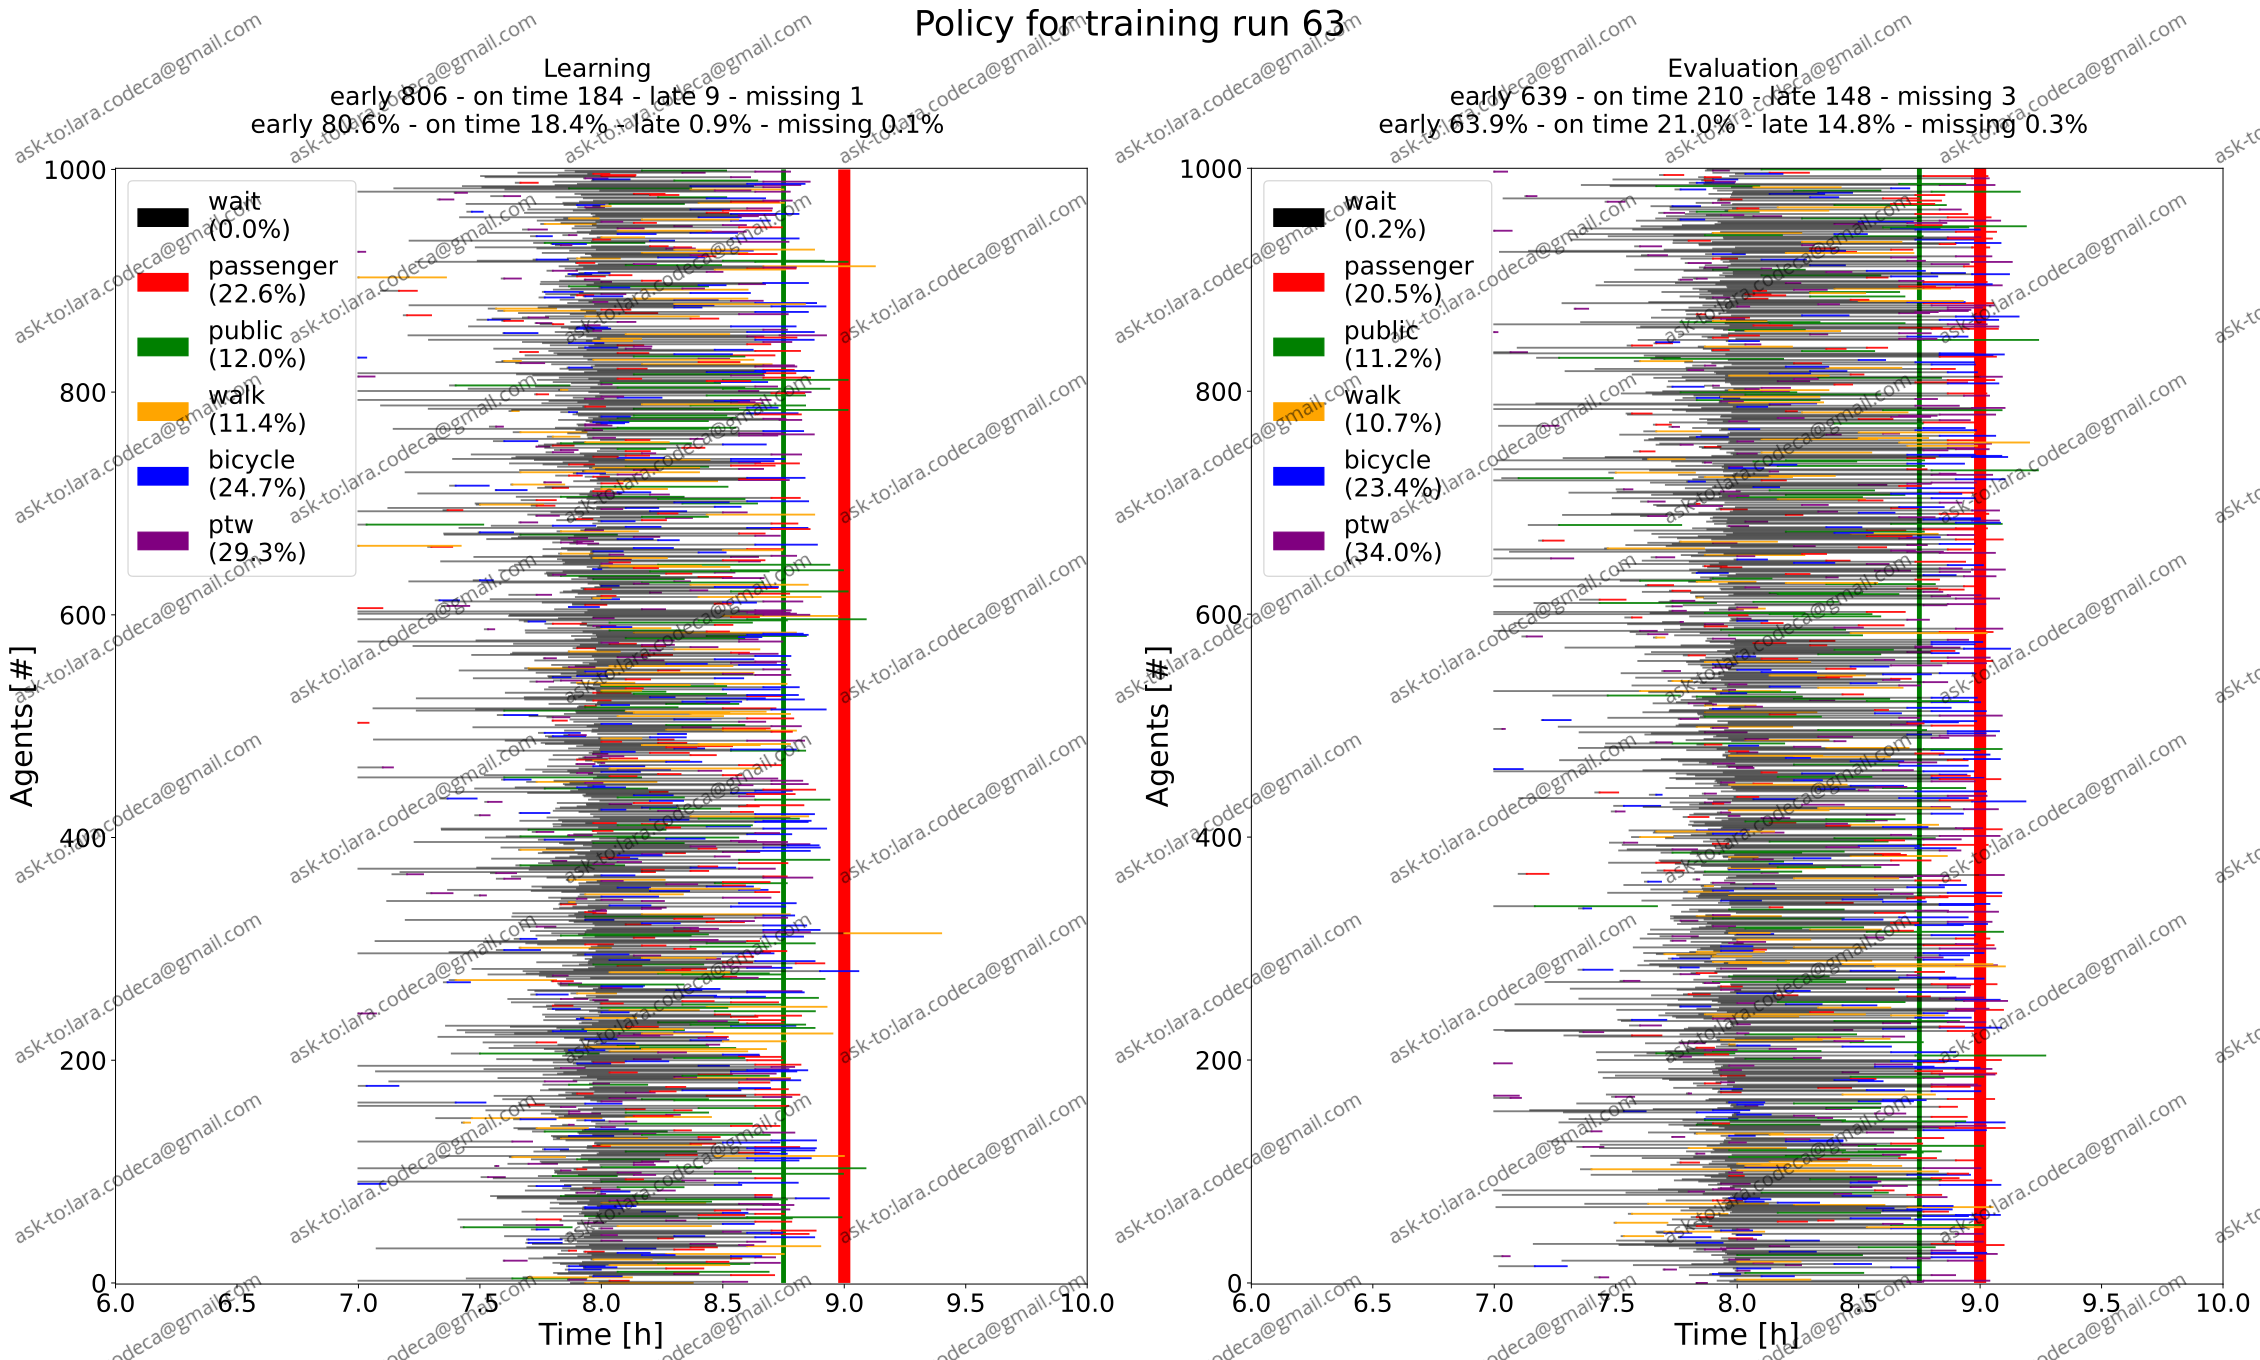 Policy for training run 63
Learning
early 806 - on time 184 - late 9 - missing 1
early 80.6% - on time 18.4% - late 0.9% - missing 0.1%
wait
(0.0%)
passenger
(22.6%)
public
(12.0%)
walk
(11.4%)
bicycle
(24.7%)
ptw
(29.3%)
Agents [#]
1000
800
600
400
200
0
6.0 6.5 7.0 7.5 8.0 8.5 9.0 9.5 10.0
Time [h]
Evaluation
early 639 - on time 210 - late 148 - missing 3
early 63.9% - on time 21.0% - late 14.8% - missing 0.3%
wait
(0.2%)
passenger
(20.5%)
public
(11.2%)
walk
(10.7%)
bicycle
(23.4%)
ptw
(34.0%)
Agents [#]
1000
800
600
400
200
0
6.0 6.5 7.0 7.5 8.0 8.5 9.0 9.5 10.0
Time [h]
ask-to:lara.codeca@gmail.com